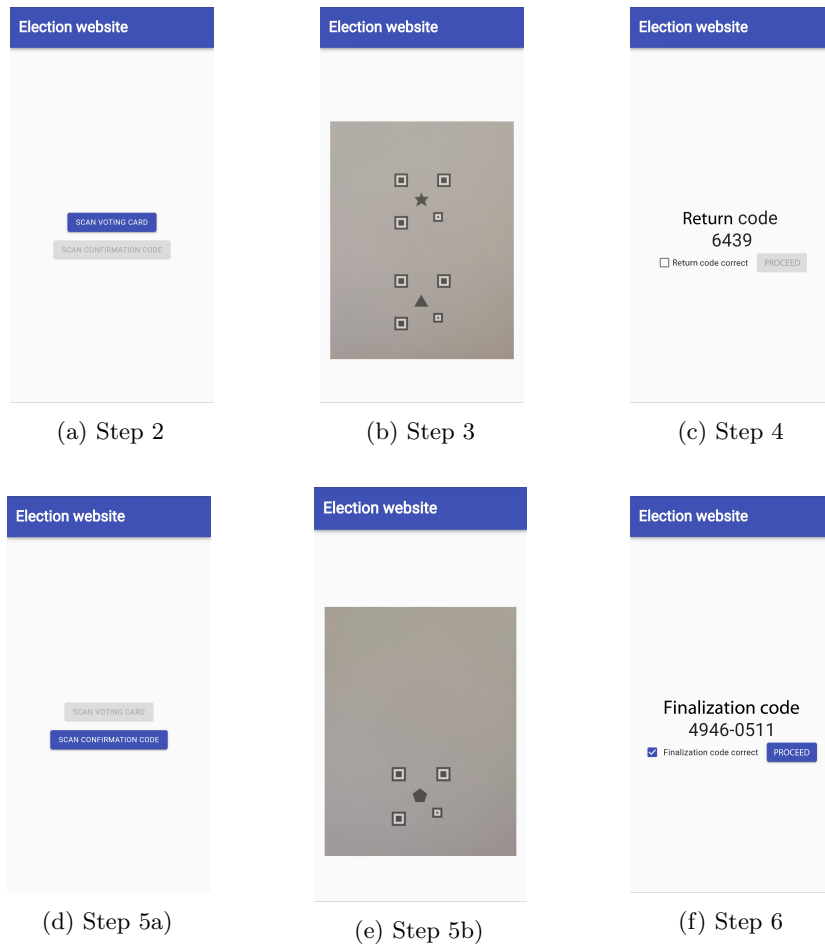 Election website
SCAN VOTING CARD
SCAN CONFIRMATION CODE
(a) Step 2
Election website
(b) Step 3
Election website
Return code
6439
Return code correct
PROCEED
(c) Step 4
Election website
SCAN VOTING CARD
SCAN CONFIRMATION CODE
(d) Step 5a)
Election website
(e) Step 5b)
Election website
Finalization code
4946-0511
Finalization code correct
PROCEED
(f) Step 6